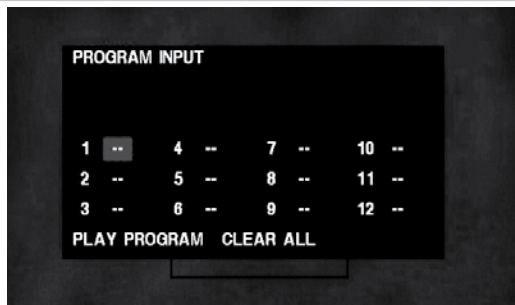 PROGRAM INPUT
1 -- 4 -- 7 -- 10 --
2 -- 5 -- 8 -- 11 --
3 -- 6 -- 9 -- 12 --
PLAY PROGRAM CLEAR ALL